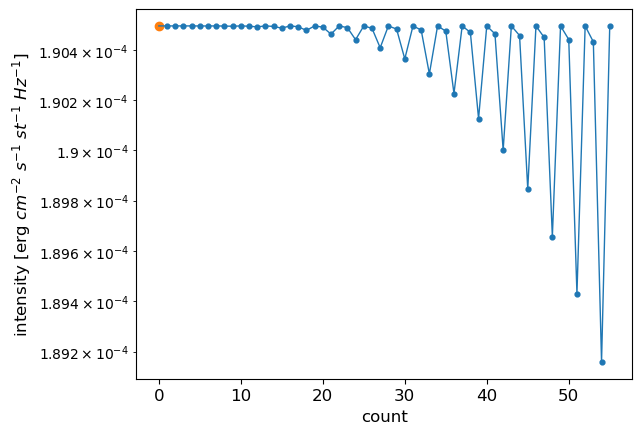 1.904 × 10⁻⁴
1.902 × 10⁻⁴
1.9 × 10⁻⁴
1.898 × 10⁻⁴
1.896 × 10⁻⁴
1.894 × 10⁻⁴
1.892 × 10⁻⁴
intensity [erg cm⁻² s⁻¹ st⁻¹ Hz⁻¹]
0 10 20 30 40 50
count